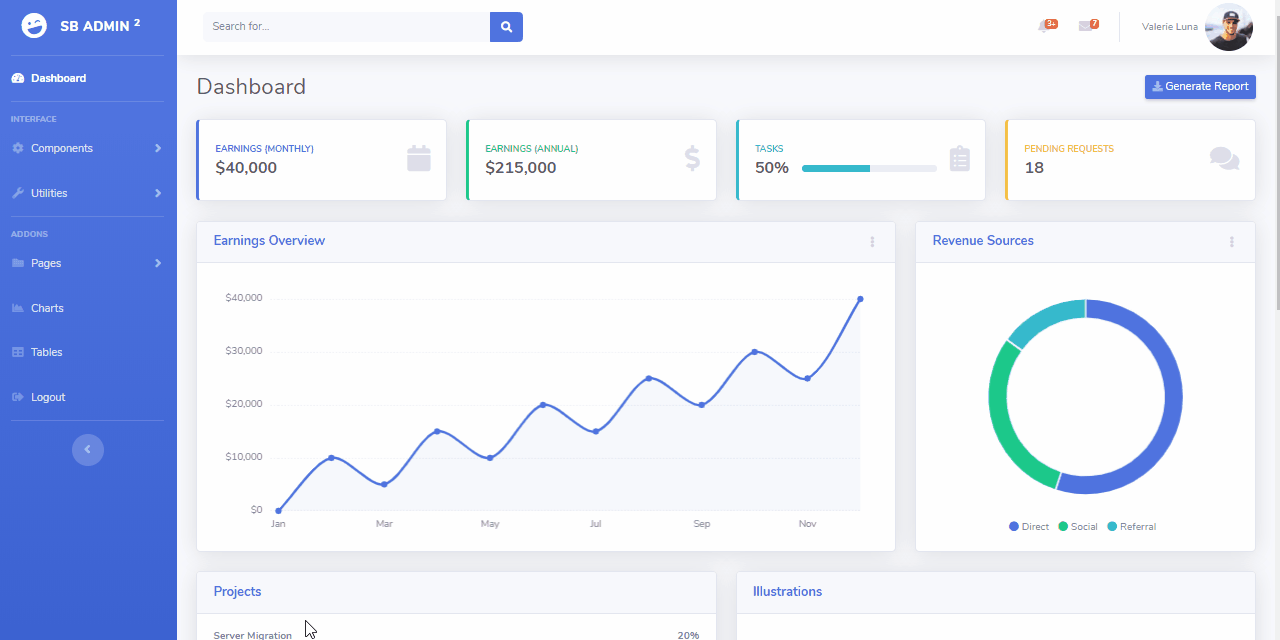 SB ADMIN 2
Search for...
3+
7
Valerie Luna
Dashboard
INTERFACE
Components
Utilities
ADDONS
Pages
Charts
Tables
Logout
Dashboard
Generate Report
EARNINGS (MONTHLY)
$40,000
EARNINGS (ANNUAL)
$215,000
TASKS
50%
PENDING REQUESTS
18
Earnings Overview
$40,000
$30,000
$20,000
$10,000
$0
Jan Mar May Jul Sep Nov
Revenue Sources
Direct Social Referral
Projects
Server Migration 20%
Illustrations